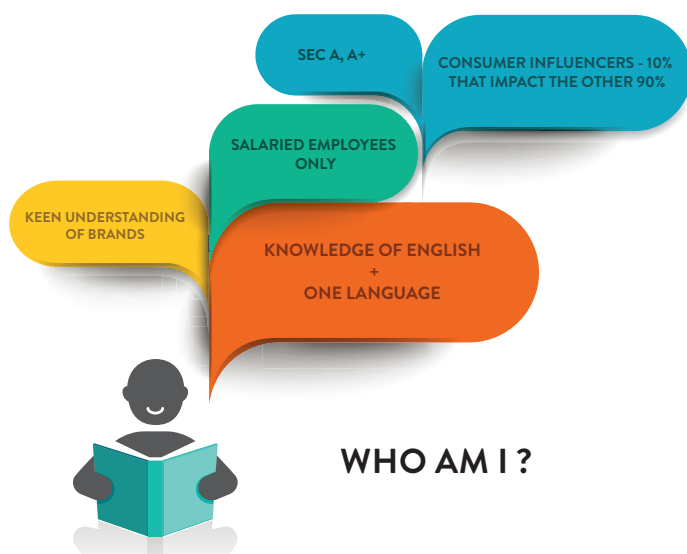 SEC A, A+
CONSUMER INFLUENCERS - 10%
THAT IMPACT THE OTHER 90%
SALARIED EMPLOYEES
ONLY
KEEN UNDERSTANDING
OF BRANDS
KNOWLEDGE OF ENGLISH
+
ONE LANGUAGE
WHO AM I ?